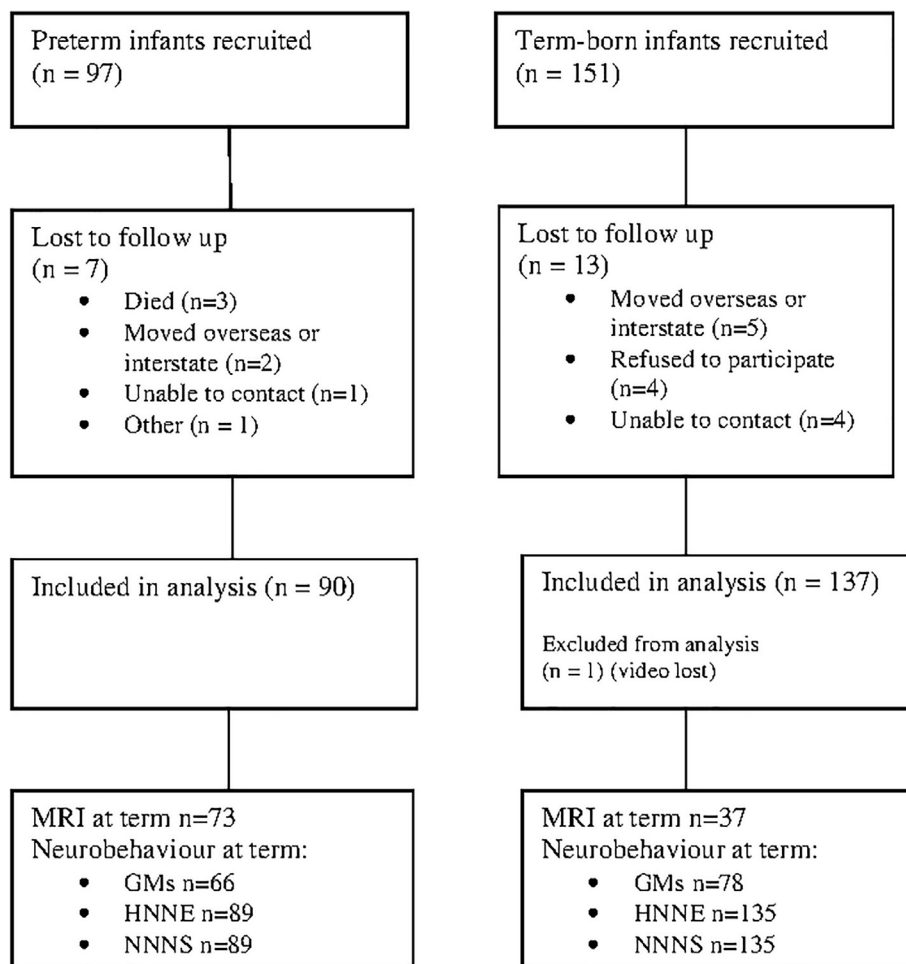 Preterm infants recruited
(n = 97)
Term-born infants recruited
(n = 151)
Lost to follow up
(n = 7)
• Died (n=3)
• Moved overseas or
interstate (n=2)
• Unable to contact (n=1)
• Other (n = 1)
Lost to follow up
(n = 13)
• Moved overseas or
interstate (n=5)
• Refused to participate
(n=4)
• Unable to contact (n=4)
Included in analysis (n = 90)
Included in analysis (n = 137)
Excluded from analysis
(n = 1) (video lost)
MRI at term n=73
Neurobehaviour at term:
• GMs n=66
• HNNE n=89
• NNNS n=89
MRI at term n=37
Neurobehaviour at term:
• GMs n=78
• HNNE n=135
• NNNS n=135